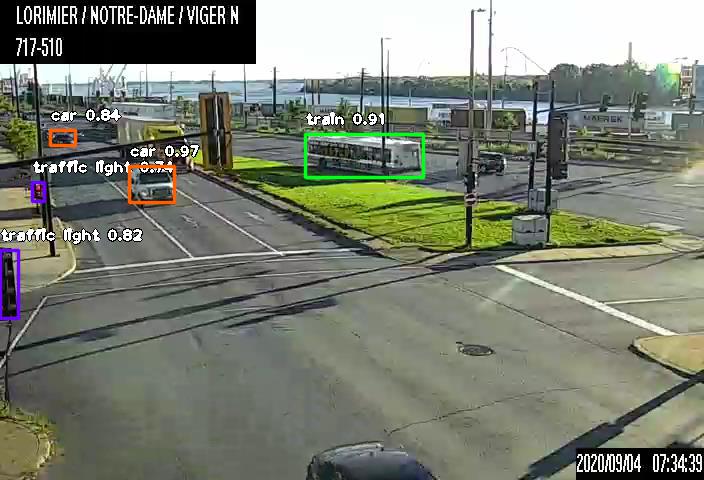 LORIMIER / NOTRE-DAME / VIGER N
717-510
car 0.84
train 0.91
car 0.97
traffic light 0.74
traffic light 0.82
MAERSK
2020/09/04 07:34:39